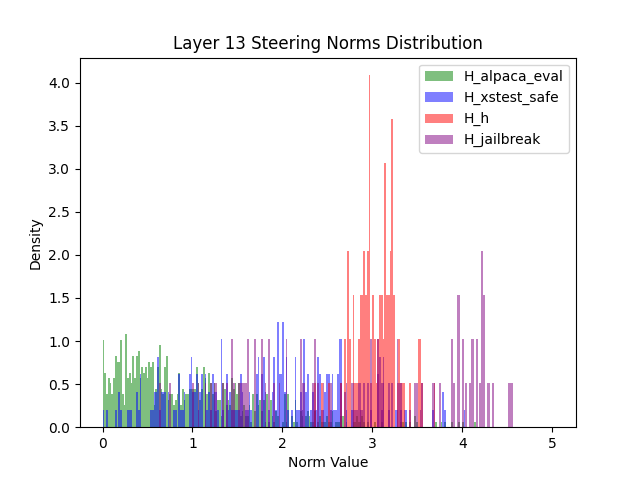 Layer 13 Steering Norms Distribution
H_alpaca_eval
H_xstest_safe
H_h
H_jailbreak
4.0
3.5
3.0
2.5
2.0
1.5
1.0
0.5
0.0
Density
0 1 2 3 4 5
Norm Value